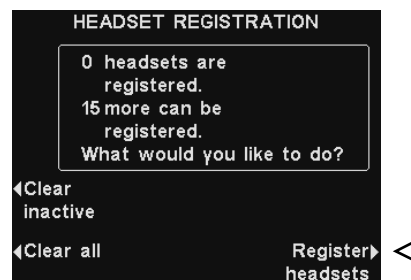 HEADSET REGISTRATION
0 headsets are
registered.
15 more can be
registered.
What would you like to do?
Clear
inactive
Clear all
Register
headsets